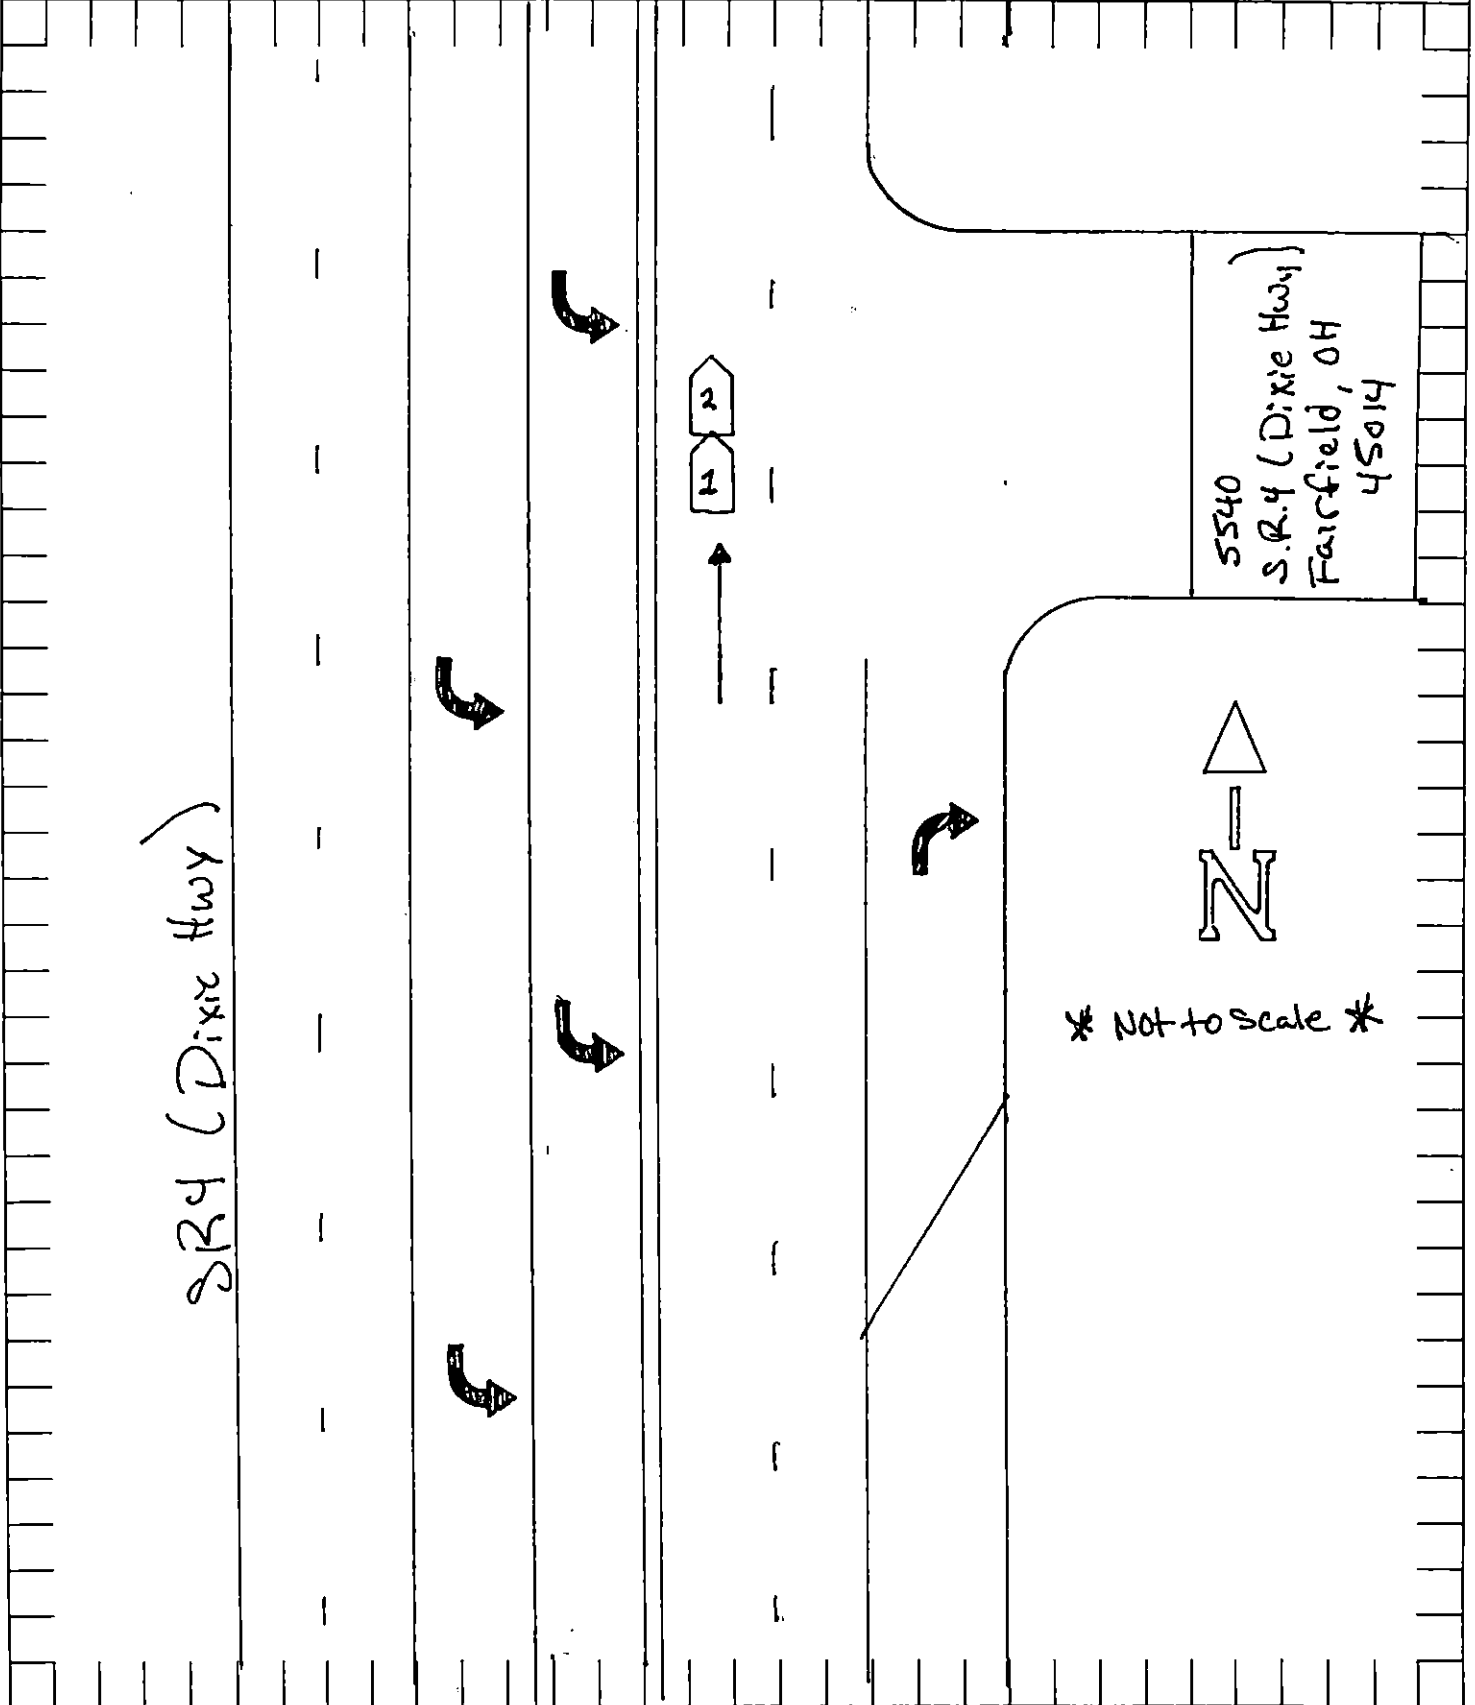 2
1
5540
S.R.4 (Dixie Hwy)
Fairfield, OH
45014
SR4 (Dixie Hwy)
N
* Not to Scale *